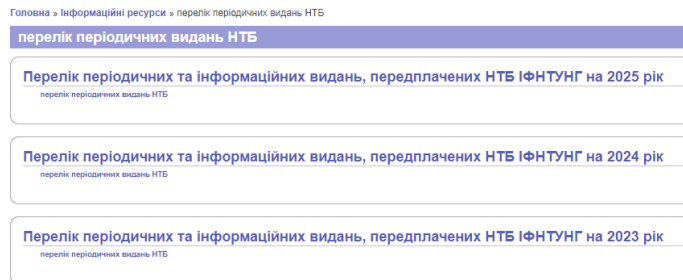 Головна » Інформаційні ресурси » перелік періодичних видань НТБ
перелік періодичних видань НТБ
Перелік періодичних та інформаційних видань, передплачених НТБ ІФНТУНГ на 2025 рік
перелік періодичних видань НТБ
Перелік періодичних та інформаційних видань, передплачених НТБ ІФНТУНГ на 2024 рік
перелік періодичних видань НТБ
Перелік періодичних та інформаційних видань, передплачених НТБ ІФНТУНГ на 2023 рік
перелік періодичних видань НТБ